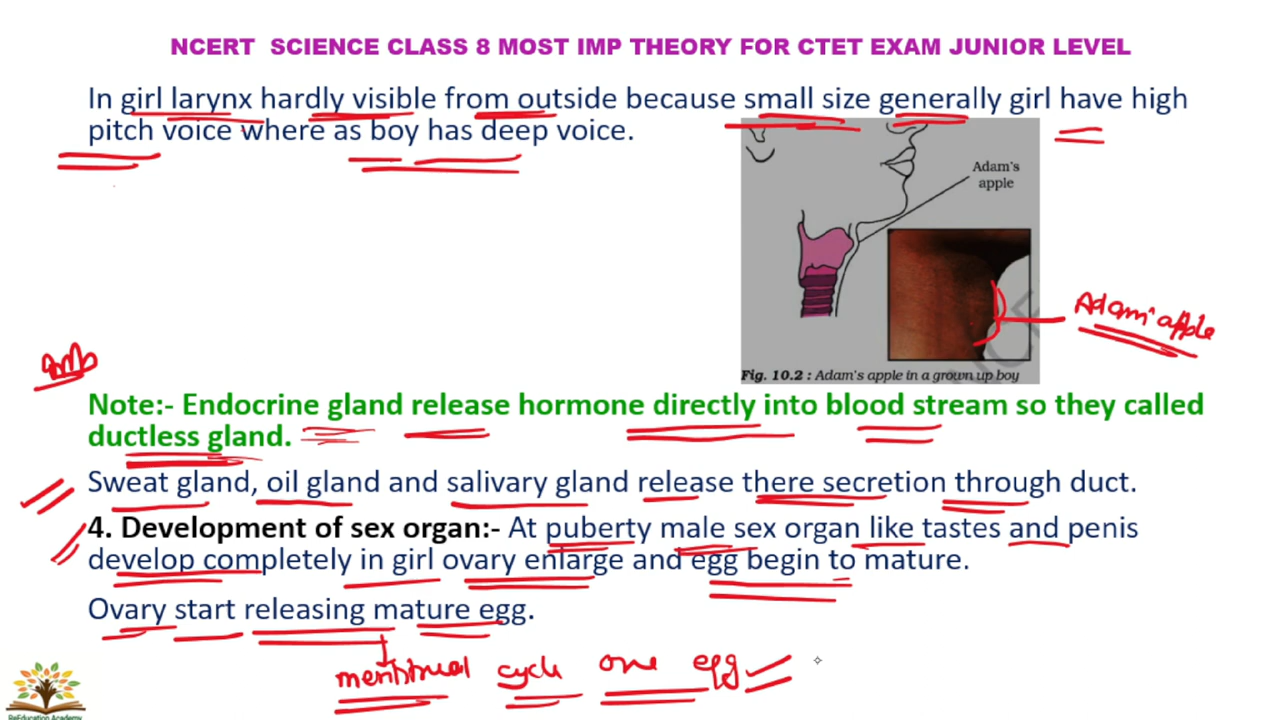 NCERT SCIENCE CLASS 8 MOST IMP THEORY FOR CTET EXAM JUNIOR LEVEL
In girl larynx hardly visible from outside because small size generally girl have high
pitch voice where as boy has deep voice.
Adam's
apple
Adam' apple
Fig. 10.2 : Adam's apple in a grown up boy
Imp
Note:- Endocrine gland release hormone directly into blood stream so they called
ductless gland.
Sweat gland, oil gland and salivary gland release there secretion through duct.
4. Development of sex organ:- At puberty male sex organ like tastes and penis
develop completely in girl ovary enlarge and egg begin to mature.
Ovary start releasing mature egg.
menstrual cycle one egg
ReEducation Academy